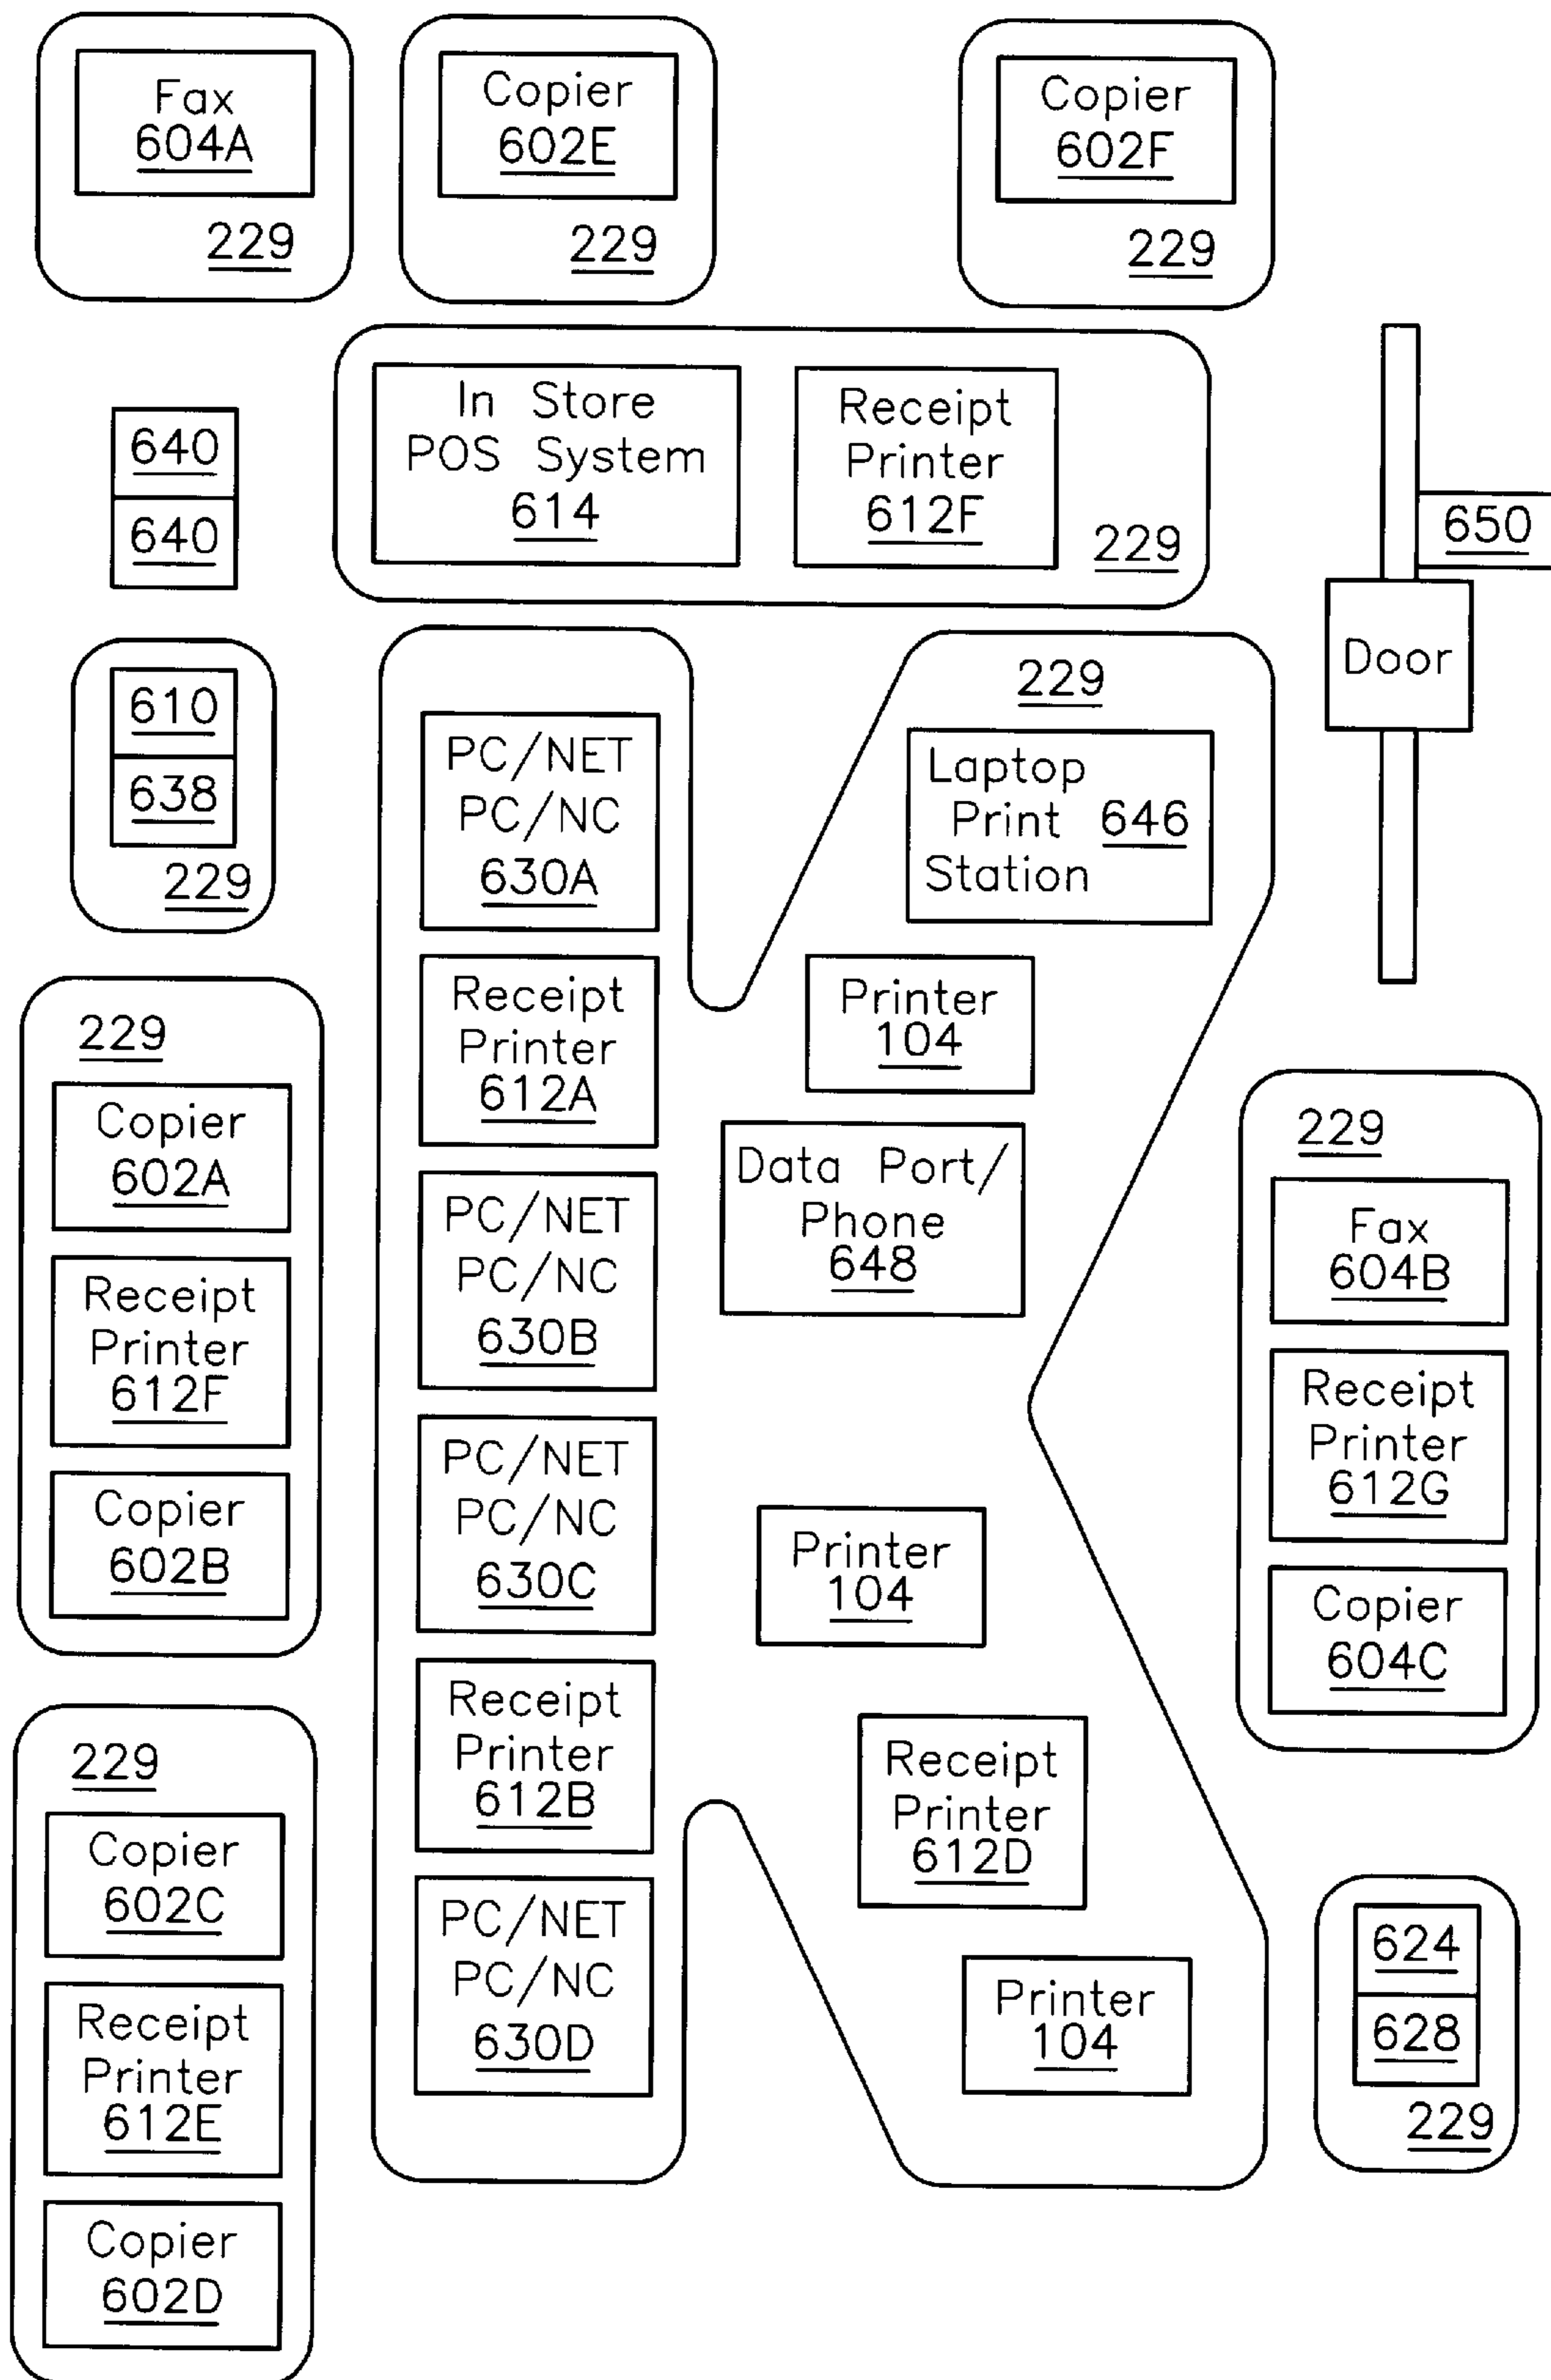 Fax
604A
229
Copier
602E
229
Copier
602F
229
In Store
POS System
614
Receipt
Printer
612F
229
640
640
650
Door
610
638
229
PC/NET
PC/NC
630A
Receipt
Printer
612A
PC/NET
PC/NC
630B
PC/NET
PC/NC
630C
Receipt
Printer
612B
PC/NET
PC/NC
630D
229
Laptop
Print 646
Station
Printer
104
Data Port/
Phone
648
Printer
104
Receipt
Printer
612D
Printer
104
229
Copier
602A
Receipt
Printer
612F
Copier
602B
229
Copier
602C
Receipt
Printer
612E
Copier
602D
229
Fax
604B
Receipt
Printer
612G
Copier
604C
624
628
229